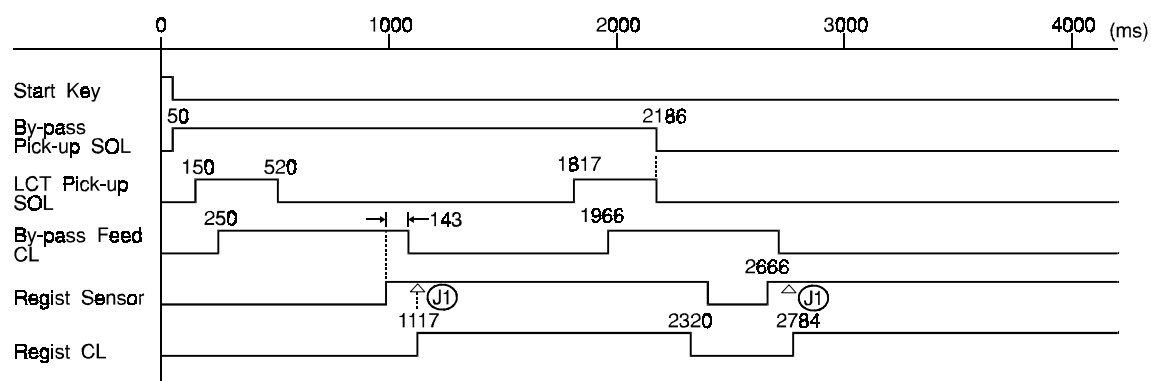 0 1000 2000 3000 4000 (ms)
Start Key
50 2186
By-pass
Pick-up SOL
150 520 1817
LCT Pick-up
SOL
250 143 1966
By-pass Feed
CL
2666
Regist Sensor J1 J1
1117 2320 2784
Regist CL